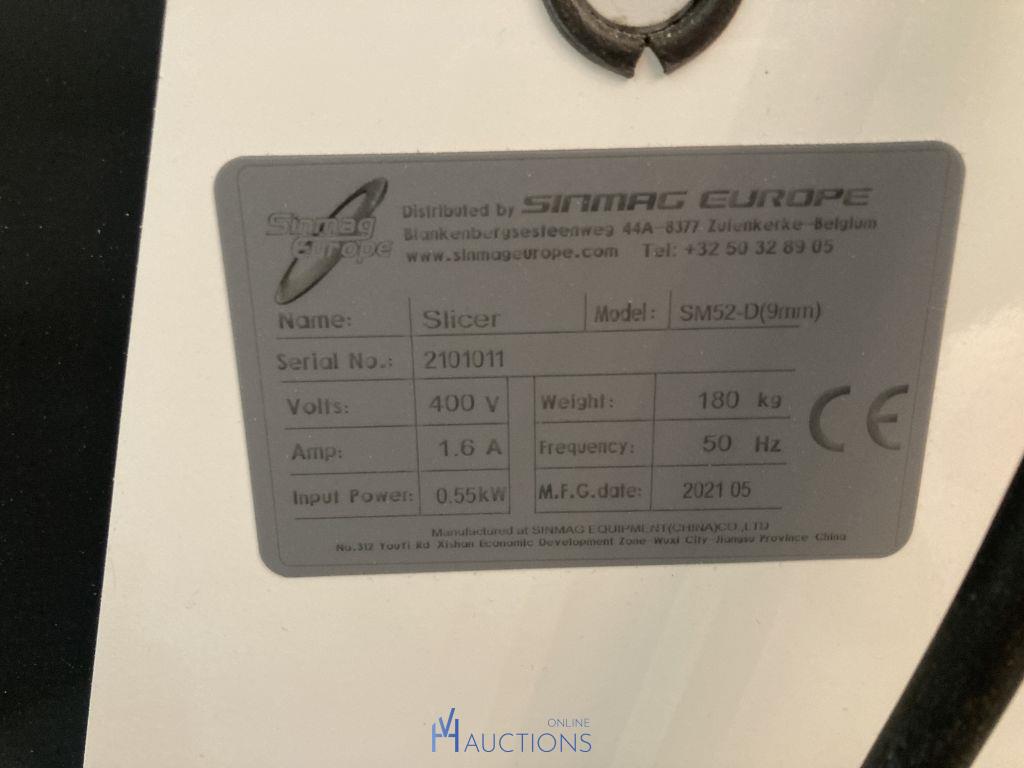 Sinmag europe
Distributed by SINMAG EUROPE
Blankenbergsesteenweg 44A-8377 Zuienkerke-Belgium
www.sinmageurope.com Tel: +32 50 32 89 05
Name: Slicer Model: SM52-D(9mm)
Serial No.: 2101011
Volts: 400 V Weight: 180 kg
Amp: 1.6 A Frequency: 50 Hz
Input Power: 0.55kW M.F.G.date: 2021 05
CE
Manufactured at SINMAG EQUIPMENT(CHINA)CO.,LTD
No.312 YouYi Rd Xishan Economic Development Zone-Wuxi City-Jiangsu Province China
HV ONLINE AUCTIONS